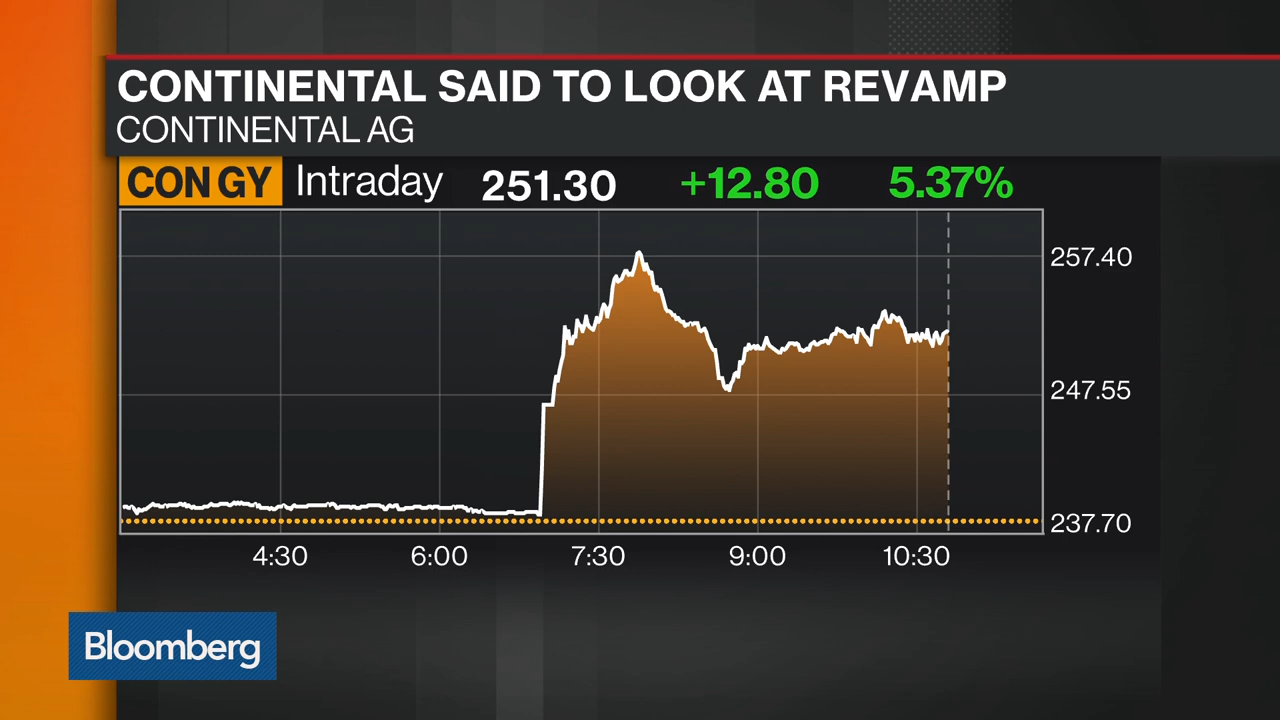 CONTINENTAL SAID TO LOOK AT REVAMP
CONTINENTAL AG
CON GY Intraday 251.30 +12.80 5.37%
257.40
247.55
237.70
4:30 6:00 7:30 9:00 10:30
Bloomberg